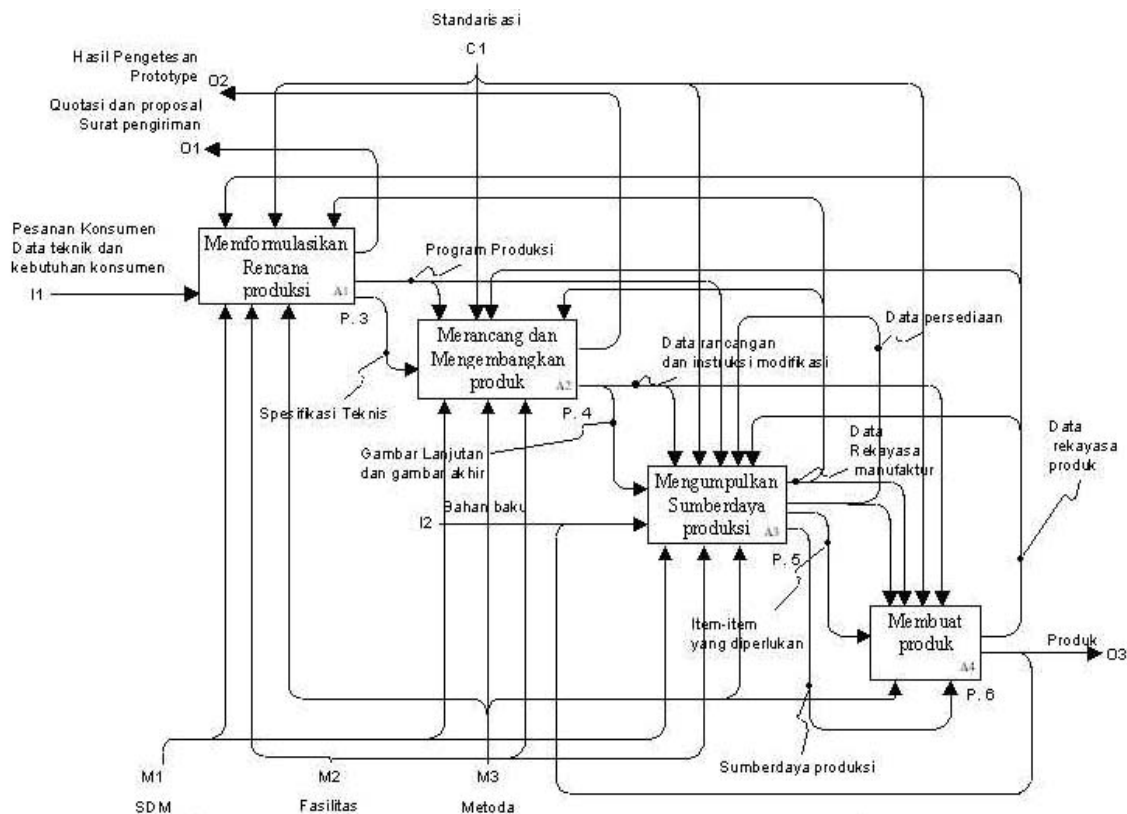 Standarisasi
C1
Hasil Pengetesan
Prototype
O2
Quotasi dan proposal
Surat pengiriman
O1
Pesanan Konsumen
Data teknik dan
kebutuhan konsumen
I1
Memformulasikan
Rencana
produksi
A1
P. 3
Program Produksi
Merancang dan
Mengembangkan
produk
A2
P. 4
Spesifikasi Teknis
Data rancangan
dan instruksi modifikasi
Data persediaan
Gambar Lanjutan
dan gambar akhir
Data
Rekayasa
manufaktur
Data
rekayasa
produk
I2
Bahan baku
Mengumpulkan
Sumberdaya
produksi
A3
P. 5
Item-item
yang diperlukan
Membuat
produk
A4
P. 6
Produk
O3
Sumberdaya produksi
M1
SDM
M2
Fasilitas
M3
Metoda